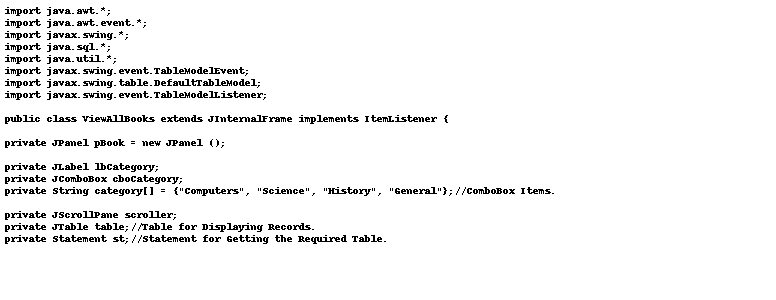 import java.awt.*;
import java.awt.event.*;
import javax.swing.*;
import java.sql.*;
import java.util.*;
import javax.swing.event.TableModelEvent;
import javax.swing.table.DefaultTableModel;
import javax.swing.event.TableModelListener;
public class ViewAllBooks extends JInternalFrame implements ItemListener {
private JPanel pBook = new JPanel ();
private JLabel lbCategory;
private JComboBox cboCategory;
private String category[] = {"Computers", "Science", "History", "General"};//ComboBox Items.
private JScrollPane scroller;
private JTable table;//Table for Displaying Records.
private Statement st;//Statement for Getting the Required Table.